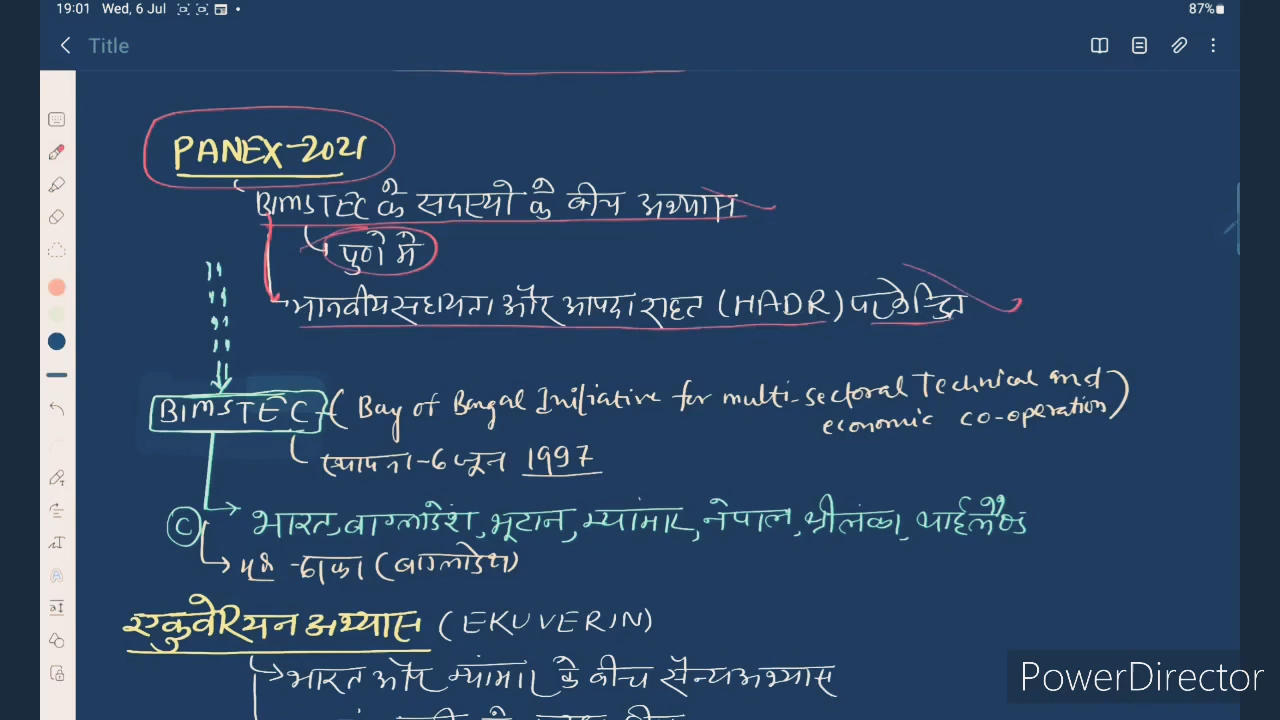 19:01 Wed, 6 Jul
87%
Title
PANEX-2021
BIMSTEC के सदस्यो के बीच अभ्यास
पुणे मे
मानवीय सहायता और आपदा राहत (HADR) पर केन्द्रित
BIMSTEC (Bay of Bengal Initiative for multi-sectoral Technical and
economic co-operation)
स्थापना-6 जून 1997
भारत, बाग्लादेश, भूटान, म्यांमार, नेपाल, श्रीलंका, थाईलैण्ड
C
मु० -ढाका (बाग्लादेश)
एकुवेरियन अभ्यास (EKUVERIN)
भारत और म्यांमार के बीच सैन्य अभ्यास
PowerDirector